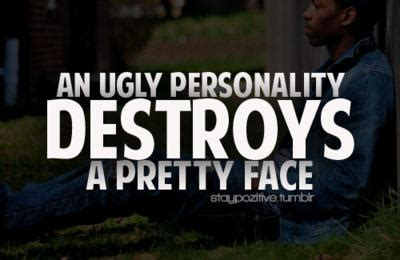 AN UGLY PERSONALITY
DESTROYS
A PRETTY FACE
staypozitive.tumblr